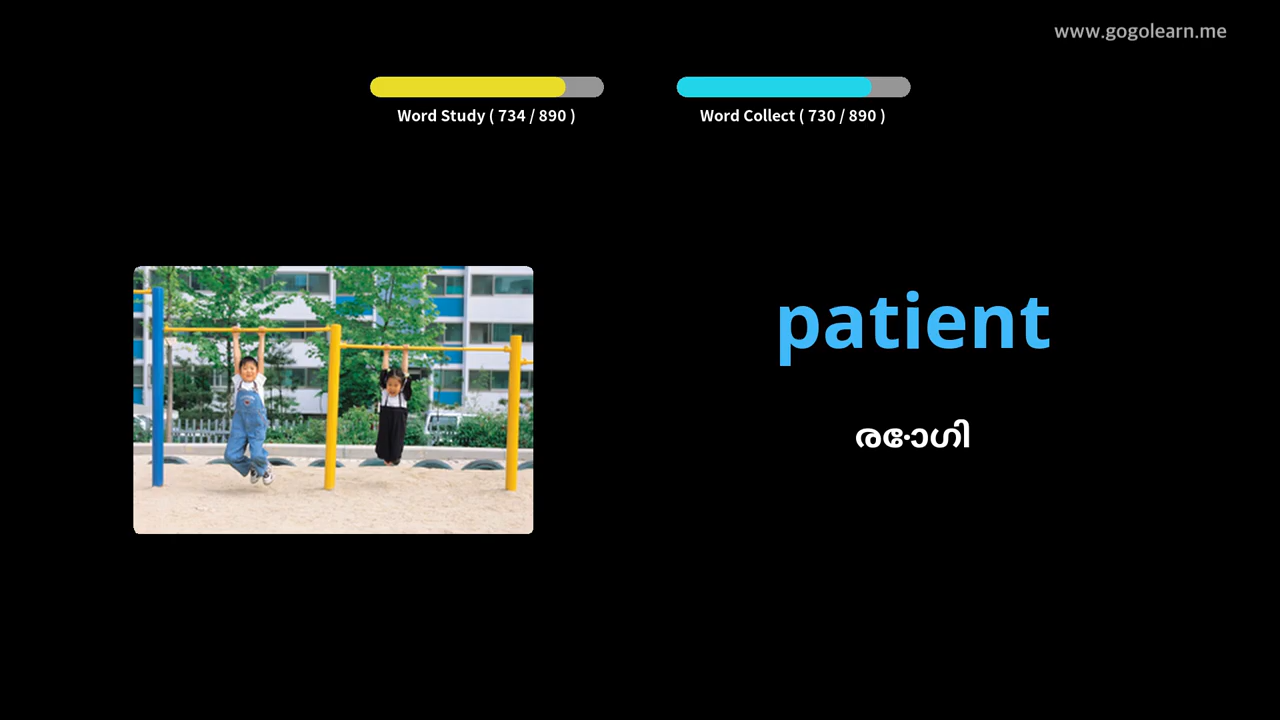 www.gogolearn.me
Word Study ( 734 / 890 )
Word Collect ( 730 / 890 )
patient
രോഗി